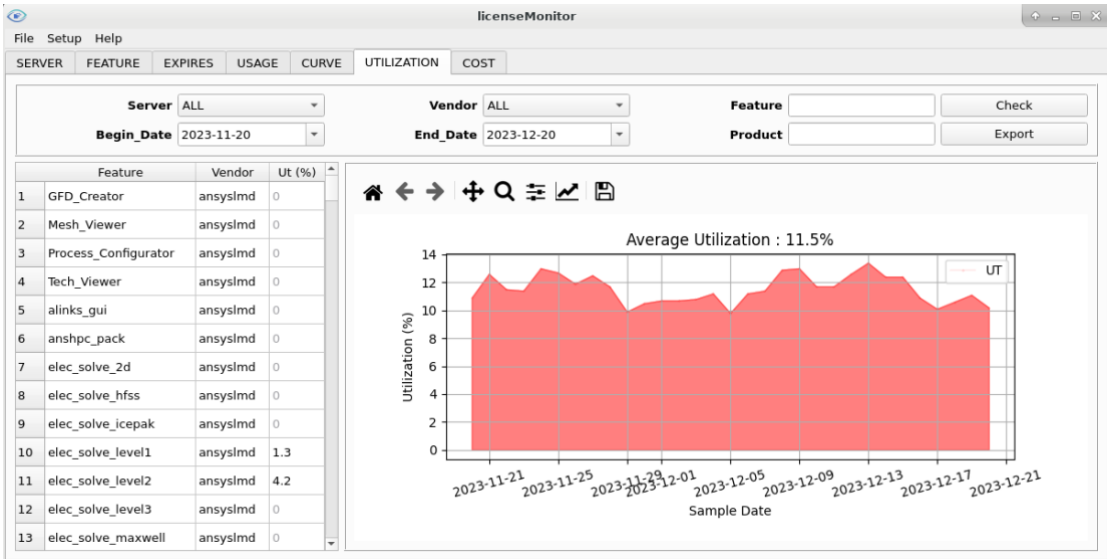 licenseMonitor
File Setup Help
SERVER FEATURE EXPIRES USAGE CURVE UTILIZATION COST
Server ALL Vendor ALL Feature Check
Begin_Date 2023-11-20 End_Date 2023-12-20 Product Export
Feature Vendor Ut (%)
1 GFD_Creator ansyslmd 0
2 Mesh_Viewer ansyslmd 0
3 Process_Configurator ansyslmd 0
4 Tech_Viewer ansyslmd 0
5 alinks_gui ansyslmd 0
6 anshpc_pack ansyslmd 0
7 elec_solve_2d ansyslmd 0
8 elec_solve_hfss ansyslmd 0
9 elec_solve_icepak ansyslmd 0
10 elec_solve_level1 ansyslmd 1.3
11 elec_solve_level2 ansyslmd 4.2
12 elec_solve_level3 ansyslmd 0
13 elec_solve_maxwell ansyslmd 0
Average Utilization : 11.5%
UT
Utilization (%)
14
12
10
8
6
4
2
0
2023-11-21 2023-11-25 2023-11-29 2023-12-01 2023-12-05 2023-12-09 2023-12-13 2023-12-17 2023-12-21
Sample Date